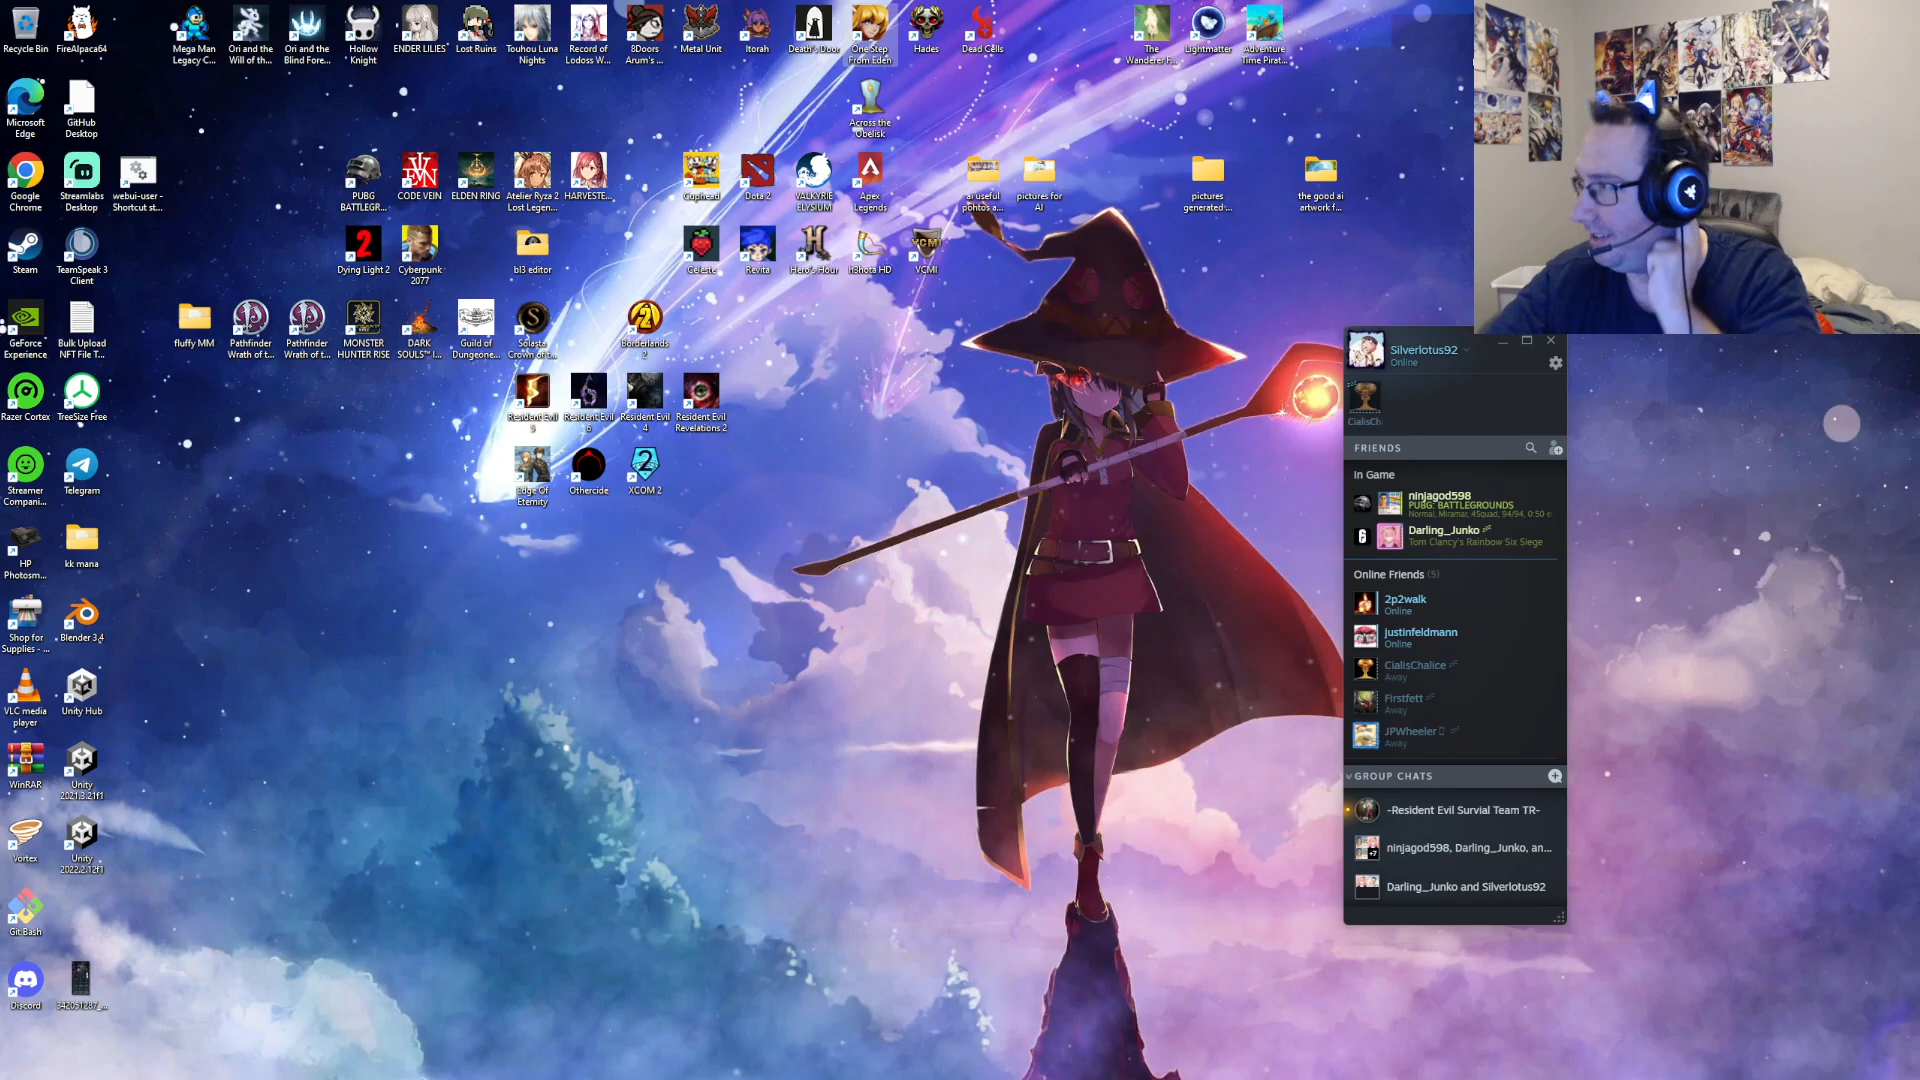 Recycle Bin
FireAlpaca64
Mega Man
Legacy C...
Ori and the
Will of th...
Ori and the
Blind Fore...
Hollow
Knight
ENDER LILIES
Lost Ruins
Touhou Luna
Nights
Record of
Lodoss W...
8Doors
Arum's ...
Metal Unit
Itorah
Death's Door
One Step
From Eden
Hades
Dead Cells
The
Wanderer F...
Lightmatter
Adventure
Time Pirat...
Microsoft
Edge
GitHub
Desktop
Across the
Obelisk
Google
Chrome
Streamlabs
Desktop
webui-user -
Shortcut st...
PUBG
BATTLEGR...
CODE VEIN
ELDEN RING
Atelier Ryza 2
Lost Legen...
HARVESTE...
Cuphead
Dota 2
VALKYRIE
ELYSIUM
Apex
Legends
ai useful
pohtos a...
pictures for
AI
pictures
generated -...
the good ai
artwork f...
Steam
TeamSpeak 3
Client
Dying Light 2
Cyberpunk
2077
bl3 editor
Celeste
Revita
Hero's Hour
h3hota HD
VCMI
GeForce
Experience
Bulk Upload
NFT File T...
fluffy MM
Pathfinder
Wrath of t...
Pathfinder
Wrath of t...
MONSTER
HUNTER RISE
DARK
SOULS™ I...
Guild of
Dungeone...
Solasta
Crown of t...
Borderlands
2
Razer Cortex
TreeSize Free
Resident Evil
5
Resident Evil
6
Resident Evil
4
Resident Evil
Revelations 2
Streamer
Compani...
Telegram
Edge Of
Eternity
Othercide
XCOM 2
HP
Photosm...
kk mana
Shop for
Supplies - ...
Blender 3.4
VLC media
player
Unity Hub
WinRAR
Unity
2021.3.21f1
Vortex
Unity
2022.2.12f1
Git Bash
Discord
342051287_...
Silverlotus92
Online
CialisCh
FRIENDS
In Game
ninjagod598
PUBG: BATTLEGROUNDS
Normal, Miramar, 4Squad, 94/94, 0:50 e
Darling_Junko
Tom Clancy's Rainbow Six Siege
Online Friends (5)
2p2walk
Online
justinfeldmann
Online
CialisChalice
Away
Firstfett
Away
JPWheeler
Away
GROUP CHATS
-Resident Evil Survial Team TR-
ninjagod598, Darling_Junko, an...
Darling_Junko and Silverlotus92